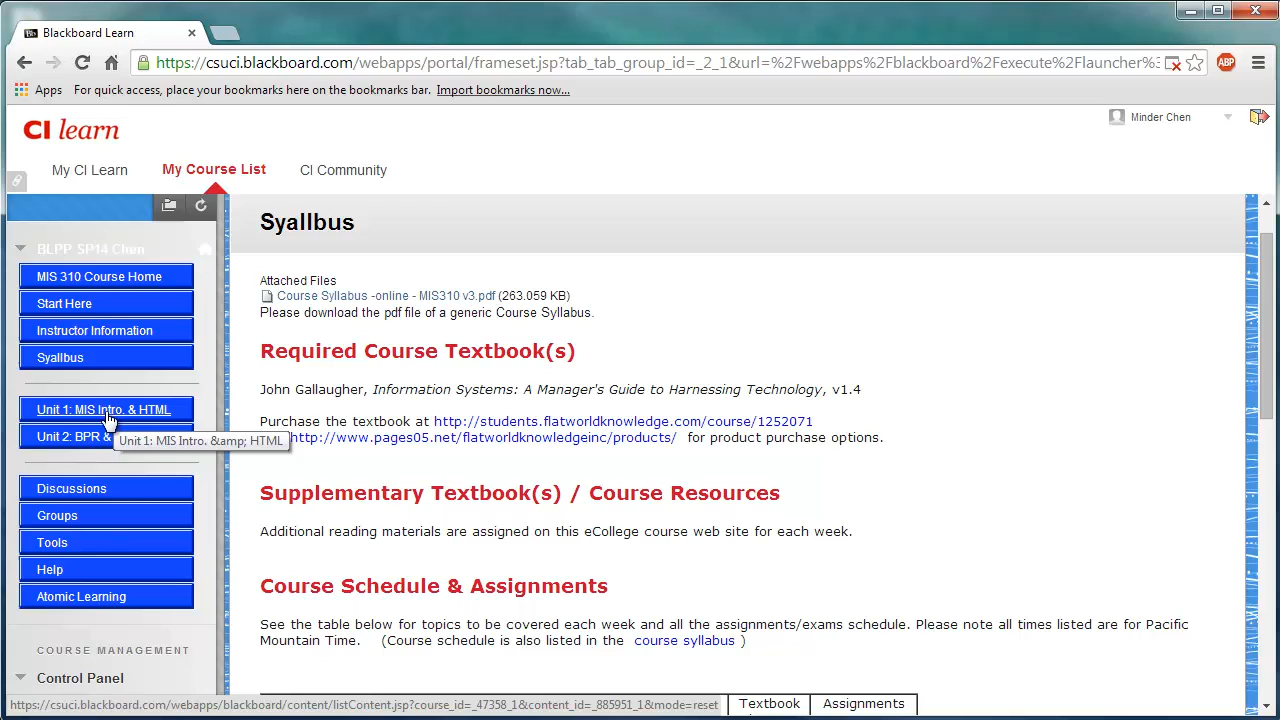 Blackboard Learn
https://csuci.blackboard.com/webapps/portal/frameset.jsp?tab_tab_group_id=_2_1&url=%2Fwebapps%2Fblackboard%2Fexecute%2Flauncher%3
Apps For quick access, place your bookmarks here on the bookmarks bar. Import bookmarks now...
CI learn
Minder Chen
My CI Learn My Course List CI Community
BLPP SP14 Chen
MIS 310 Course Home
Start Here
Instructor Information
Syallbus
Unit 1: MIS Intro. & HTML
Unit 2: BPR &
Unit 1: MIS Intro. &amp; HTML
Discussions
Groups
Tools
Help
Atomic Learning
COURSE MANAGEMENT
Control Panel
Syallbus
Attached Files
Course Syllabus -online - MIS310 v3.pdf (263.059 KB)
Please download the pdf file of a generic Course Syllabus.
Required Course Textbook(s)
John Gallaugher, Information Systems: A Manager's Guide to Harnessing Technology, v1.4
Purchase the textbook at http://students.flatworldknowledge.com/course/1252071
http://www.pages05.net/flatworldknowledgeinc/products/ for product purchase options.
Supplementary Textbook(s) / Course Resources
Additional reading materials are assigned on this eCollege course web site for each week.
Course Schedule & Assignments
See the table below for topics to be covered each week and all the assignments/exams schedule. Please note all times listed are for Pacific
Mountain Time. (Course schedule is also listed in the course syllabus )
Textbook Assignments
https://csuci.blackboard.com/webapps/blackboard/content/listContent.jsp?course_id=_47358_1&content_id=_885951_1&mode=reset